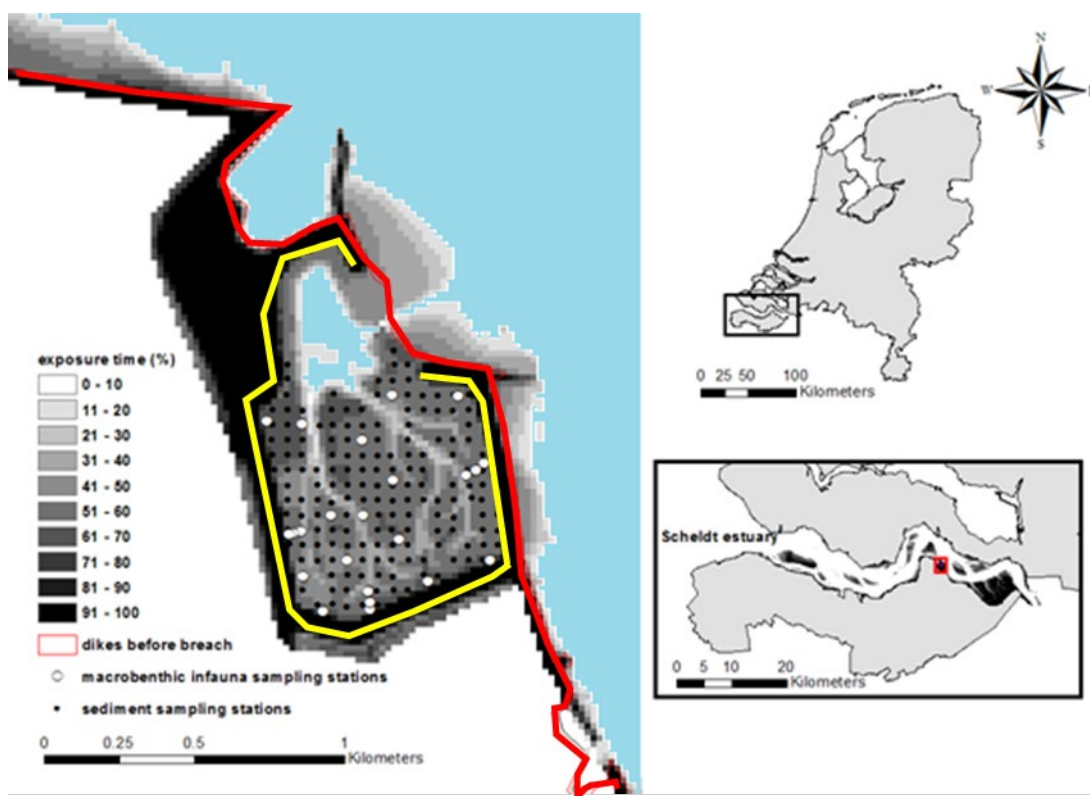 exposure time (%)
0 - 10
11 - 20
21 - 30
31 - 40
41 - 50
51 - 60
61 - 70
71 - 80
81 - 90
91 - 100
dikes before breach
macrobenthic infauna sampling stations
sediment sampling stations
0 0.25 0.5 1
Kilometers
N
W
S
0 25 50 100
Kilometers
Scheldt estuary
0 5 10 20
Kilometers